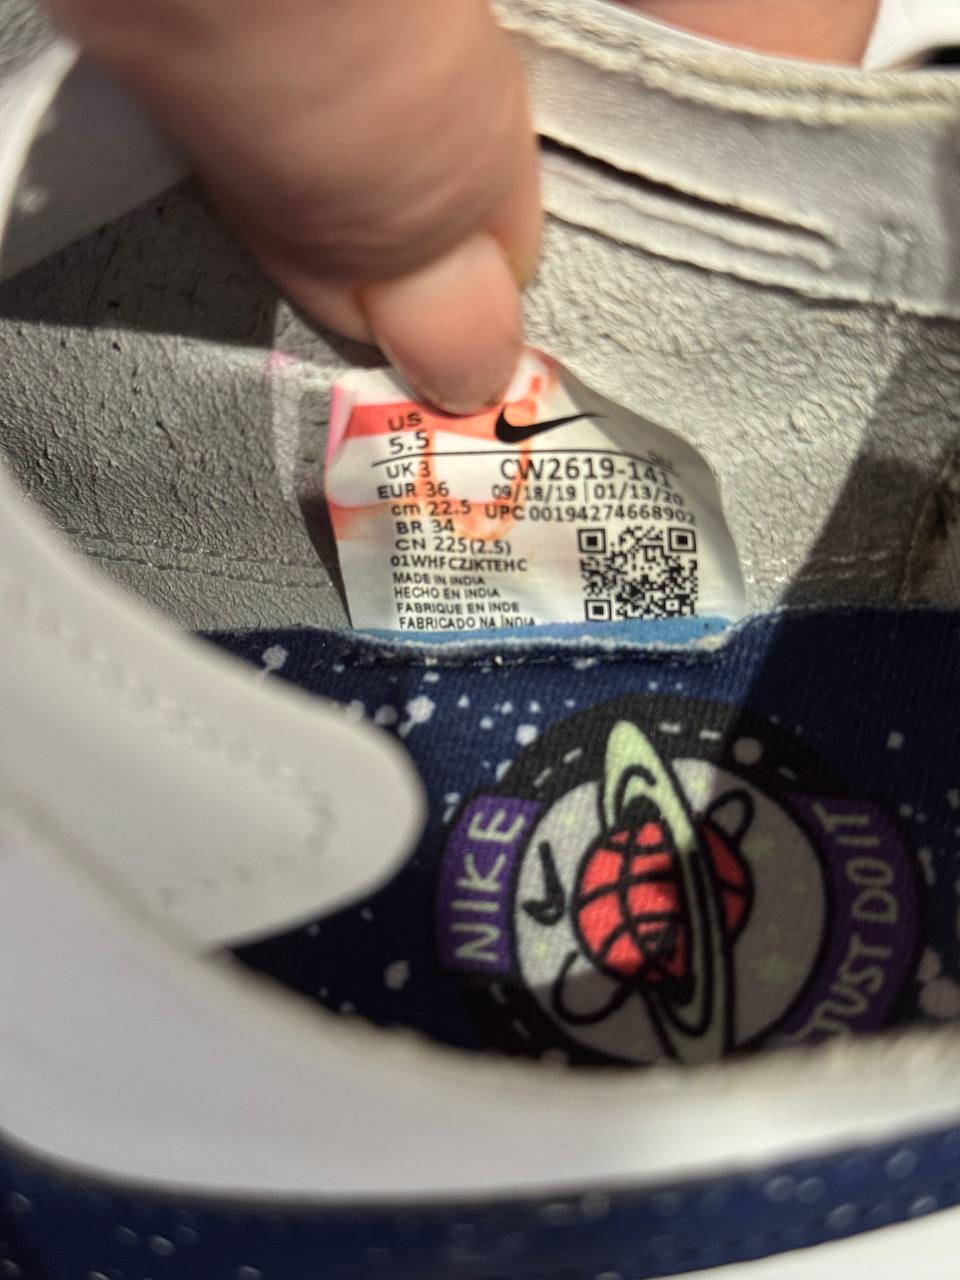 US
5.5
UK 3
EUR 36
cm 22.5
BR 34
CN 225(2.5)
01WHFCZIKTEHC
MADE IN INDIA
HECHO EN INDIA
FABRIQUE EN INDE
FABRICADO NA ÍNDIA
CW2619-141
09/18/19 | 01/13/20
UPC 00194274668902
NIKE
JUST DO IT